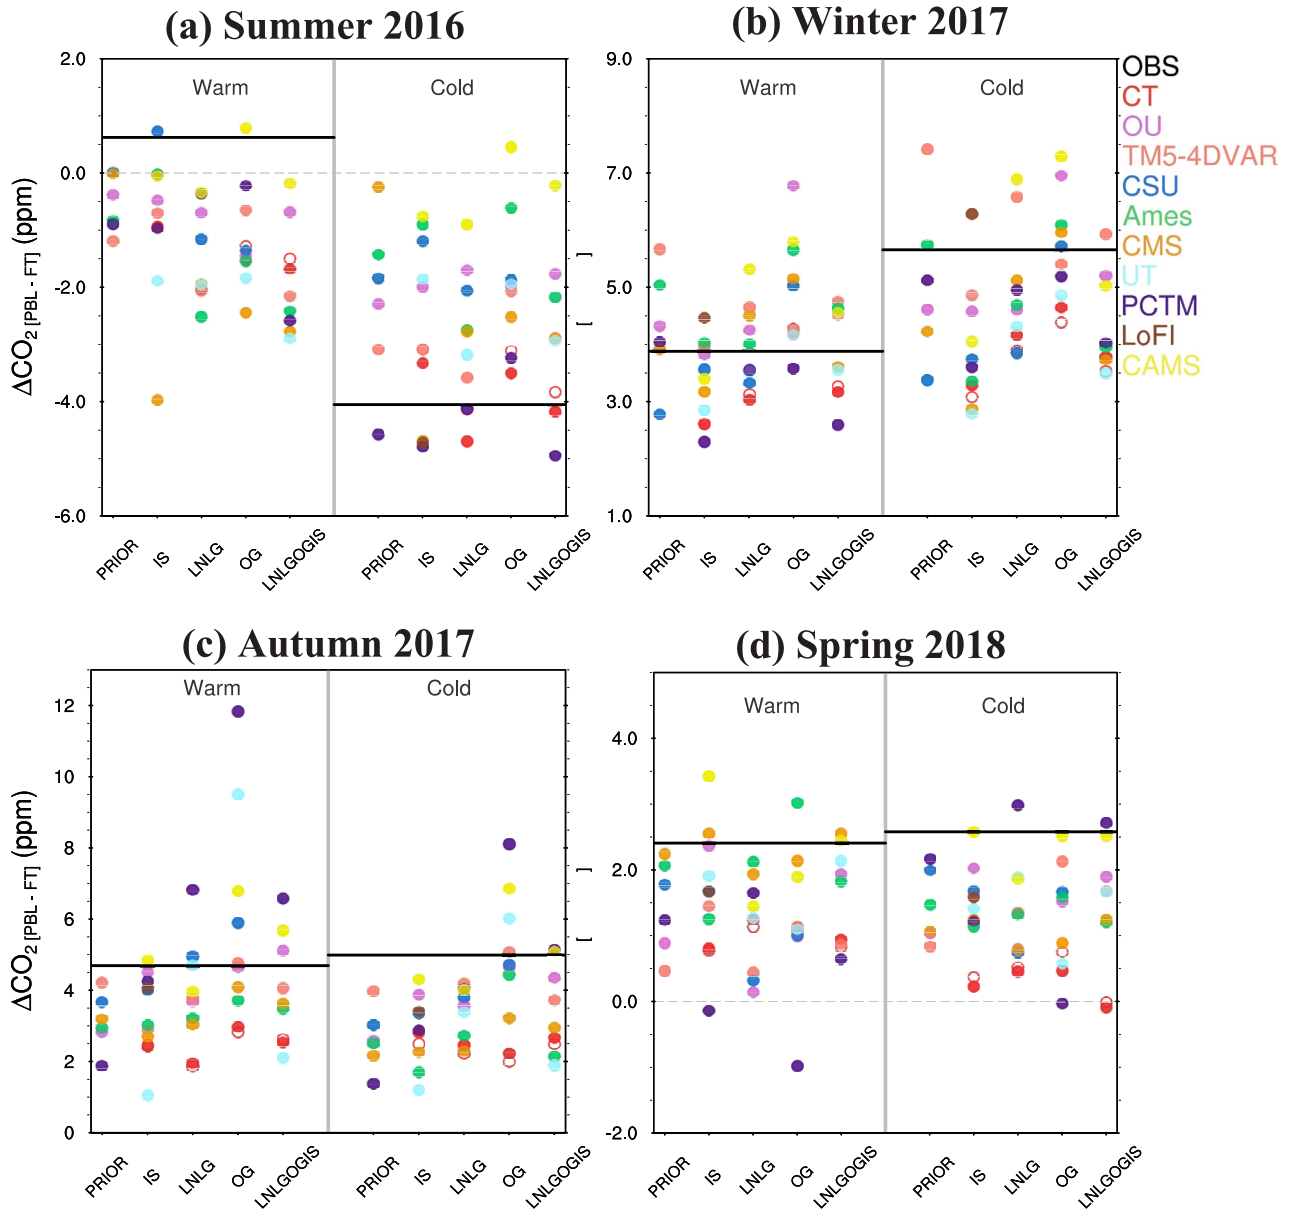 (a) Summer 2016
(b) Winter 2017
ΔCO2 [PBL - FT] (ppm)
2.0
0.0
-2.0
-4.0
-6.0
Warm
Cold
]
[
PRIOR
IS
LNLG
OG
LNLGOGIS
PRIOR
IS
LNLG
OG
LNLGOGIS
9.0
7.0
5.0
3.0
1.0
Warm
Cold
PRIOR
IS
LNLG
OG
LNLGOGIS
PRIOR
IS
LNLG
OG
LNLGOGIS
OBS
CT
OU
TM5-4DVAR
CSU
Ames
CMS
UT
PCTM
LoFI
CAMS
(c) Autumn 2017
(d) Spring 2018
ΔCO2 [PBL - FT] (ppm)
12
10
8
6
4
2
0
Warm
Cold
]
[
PRIOR
IS
LNLG
OG
LNLGOGIS
PRIOR
IS
LNLG
OG
LNLGOGIS
4.0
2.0
0.0
-2.0
Warm
Cold
PRIOR
IS
LNLG
OG
LNLGOGIS
PRIOR
IS
LNLG
OG
LNLGOGIS